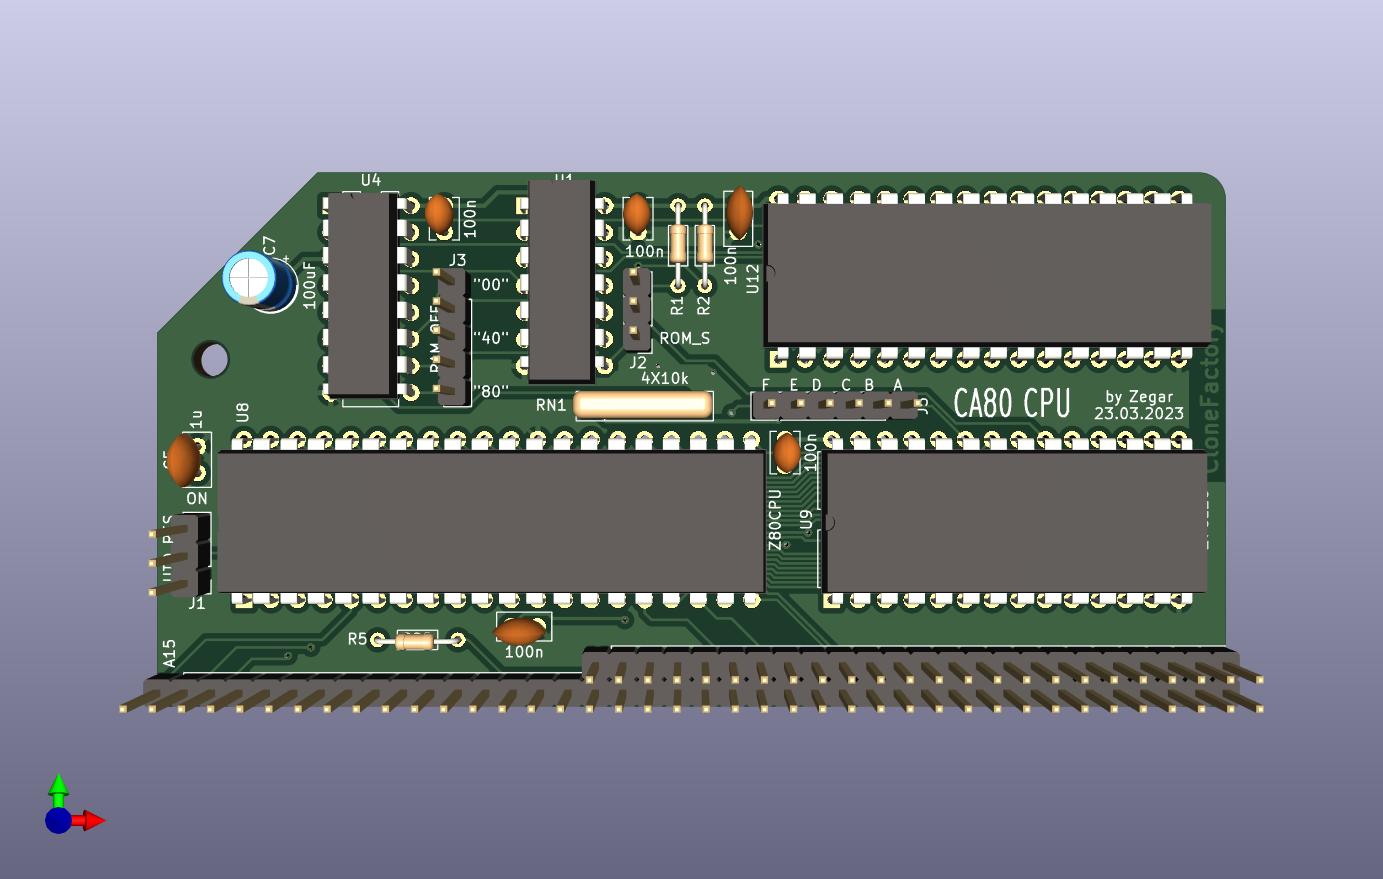 U4
100n
C7
100uF
J3
"00"
"40"
"80"
100n
R1
R2
100n
U12
ROM_S
J2
4X10k
RN1
F E D C B A
J5
CA80 CPU
by Zegar
23.03.2023
CloneFactory
1u
U8
ON
J1
100n
Z80CPU
U9
A15
R5
100n